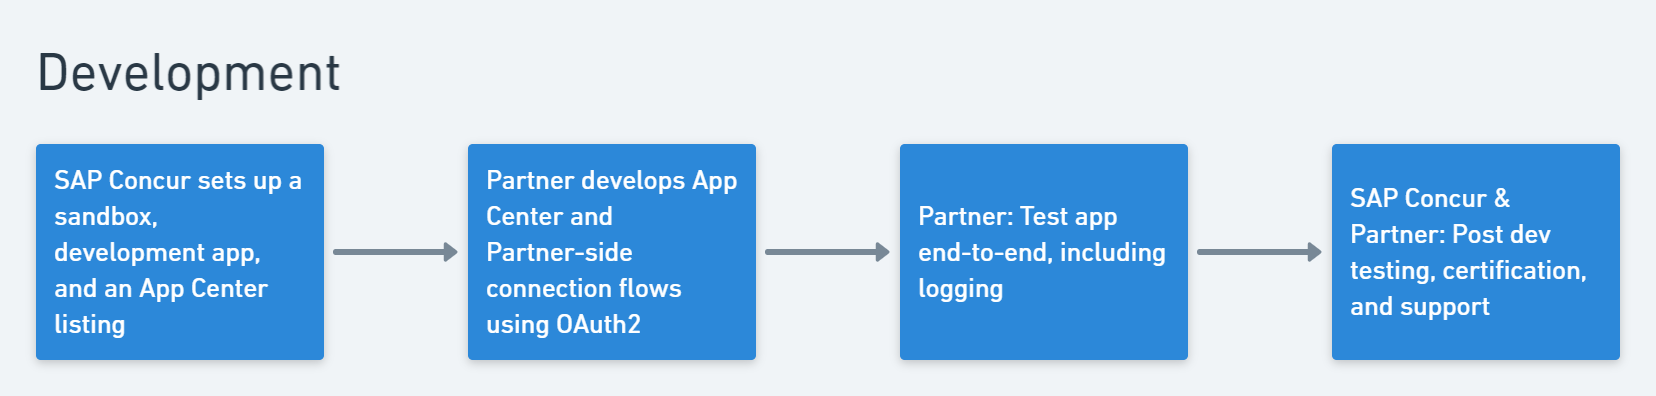 Development
SAP Concur sets up a
sandbox,
development app,
and an App Center
listing
Partner develops App
Center and
Partner-side
connection flows
using OAuth2
Partner: Test app
end-to-end, including
logging
SAP Concur &
Partner: Post dev
testing, certification,
and support